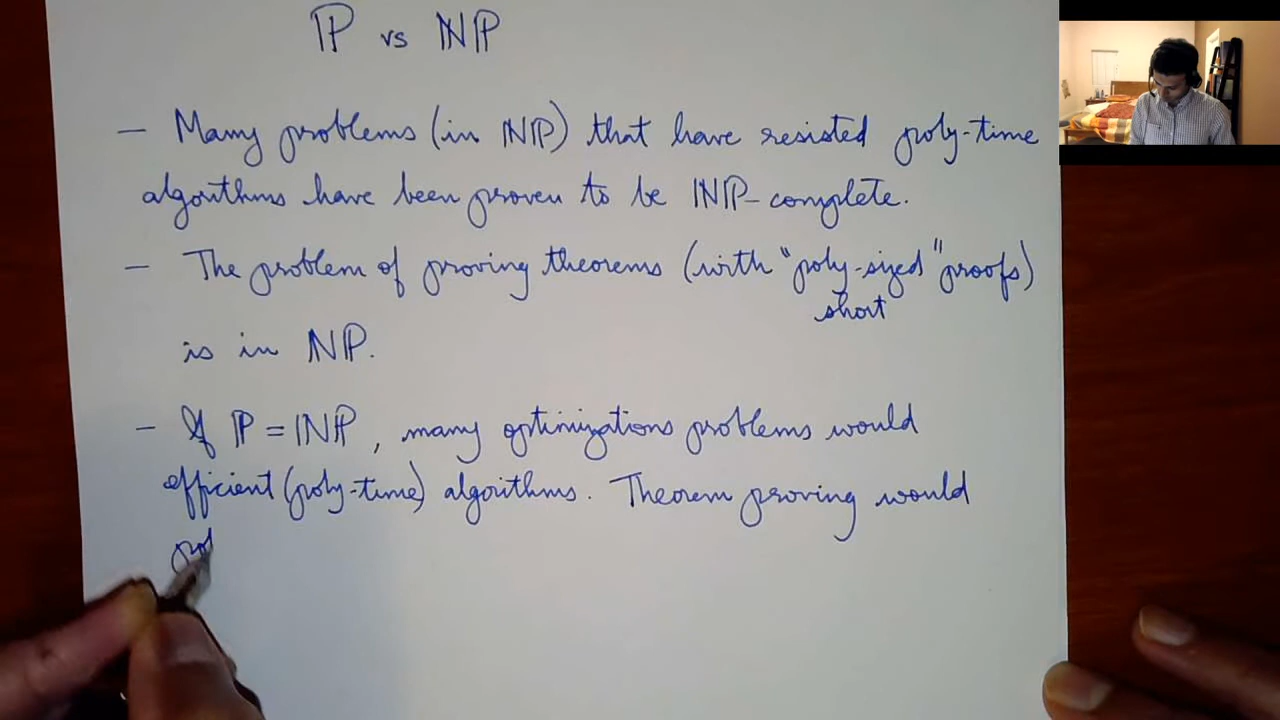 P vs NP
- Many problems (in NP) that have resisted poly-time
algorithms have been proven to be NP-complete.
- The problem of proving theorems (with "poly-sized" proofs)
short
is in NP.
- If P = NP, many optimizations problems would
efficient (poly-time) algorithms. Theorem proving would